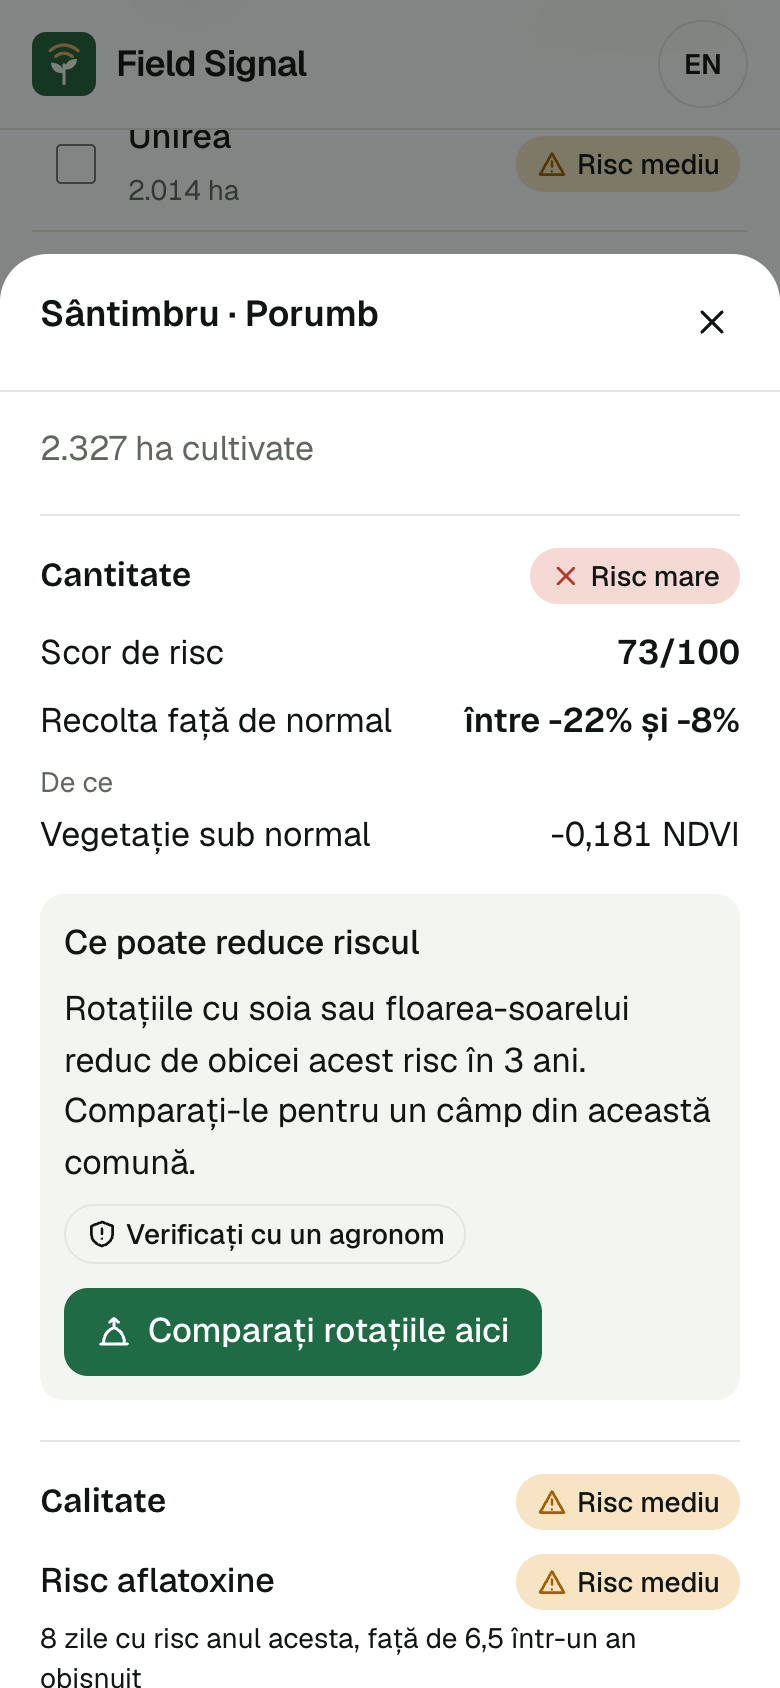 Field Signal
EN
Unirea
2.014 ha
Risc mediu
Sântimbru · Porumb
2.327 ha cultivate
Cantitate
Risc mare
Scor de risc
73/100
Recolta față de normal
între -22% și -8%
De ce
Vegetație sub normal
-0,181 NDVI
Ce poate reduce riscul
Rotațiile cu soia sau floarea-soarelui
reduc de obicei acest risc în 3 ani.
Comparați-le pentru un câmp din această
comună.
Verificați cu un agronom
Comparați rotațiile aici
Calitate
Risc mediu
Risc aflatoxine
Risc mediu
8 zile cu risc anul acesta, față de 6,5 într-un an
obișnuit